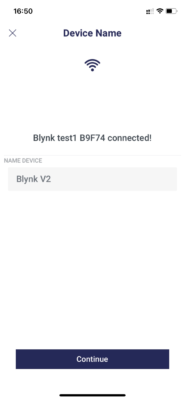 16:50
Device Name
Blynk test1 B9F74 connected!
NAME DEVICE
Blynk V2
Continue